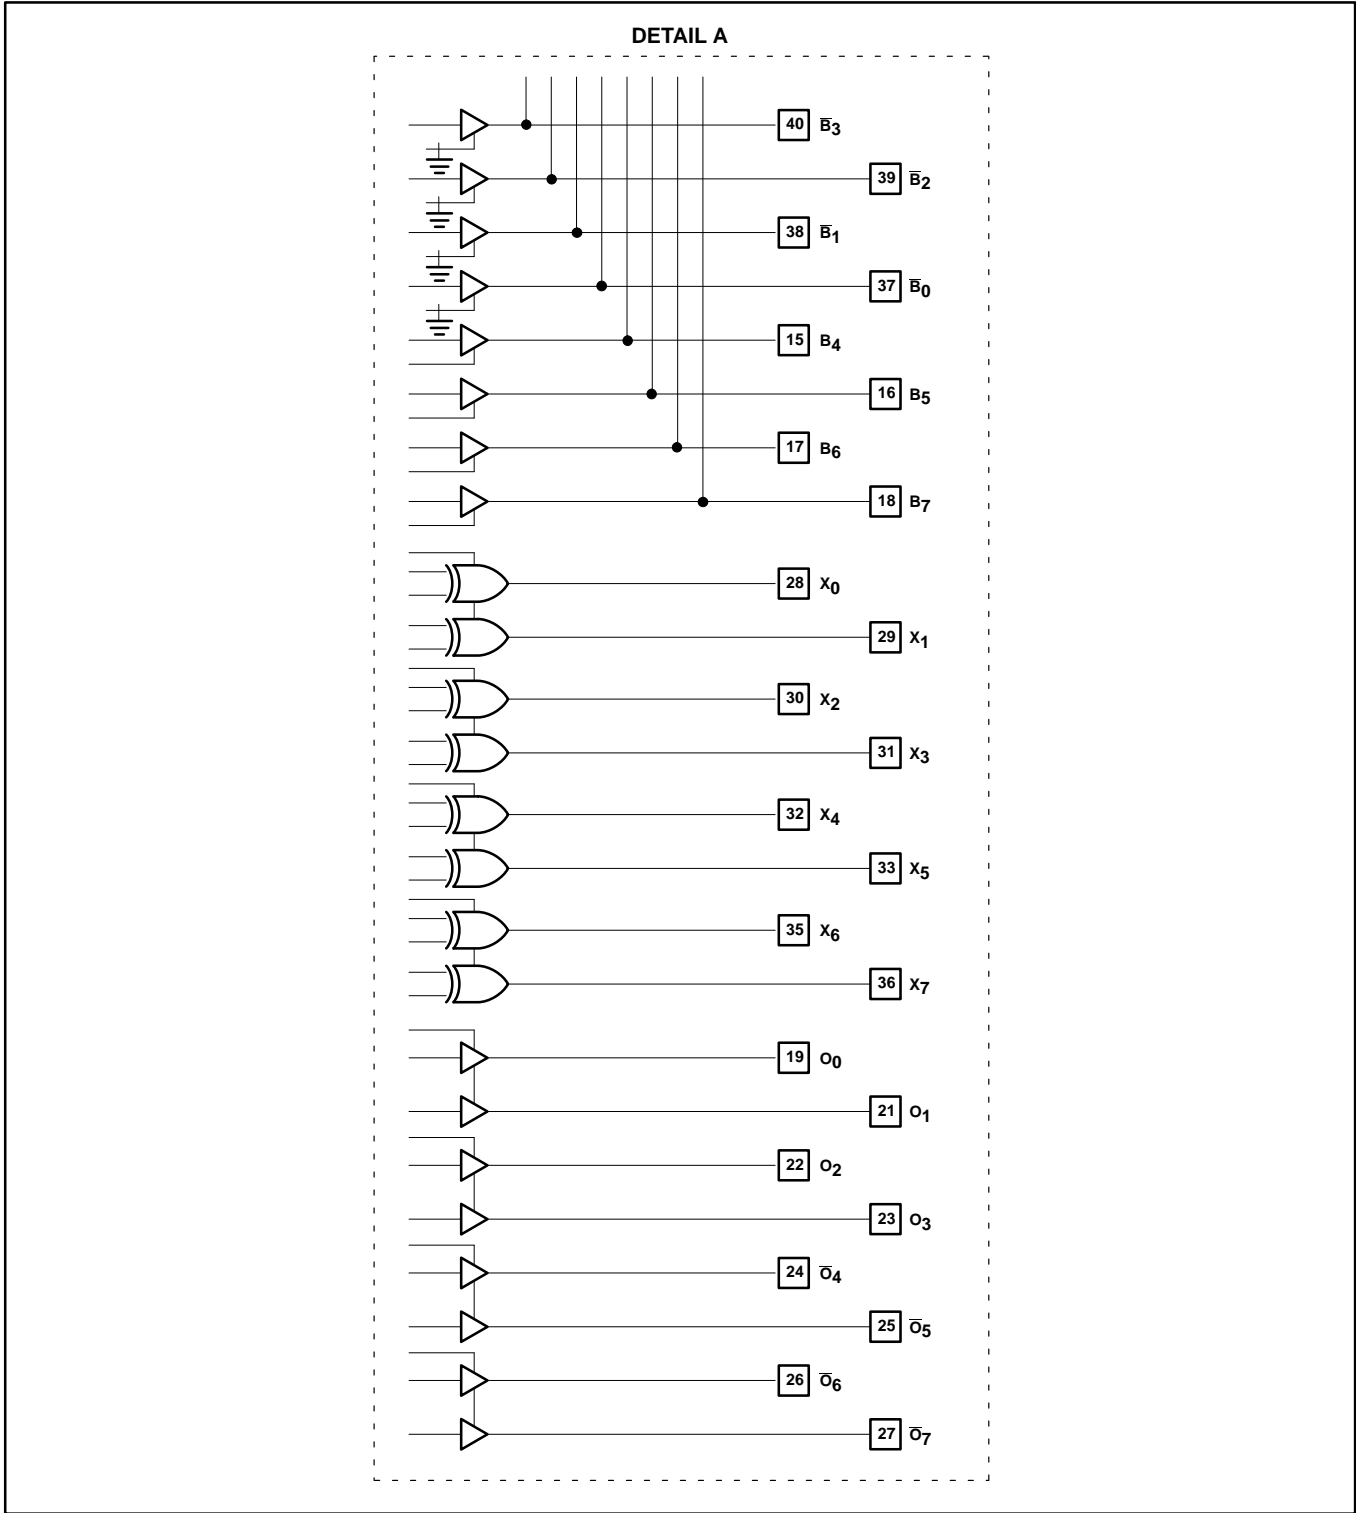 DETAIL A
40 B̅3
39 B̅2
38 B̅1
37 B̅0
15 B4
16 B5
17 B6
18 B7
28 X0
29 X1
30 X2
31 X3
32 X4
33 X5
35 X6
36 X7
19 O0
21 O1
22 O2
23 O3
24 O̅4
25 O̅5
26 O̅6
27 O̅7